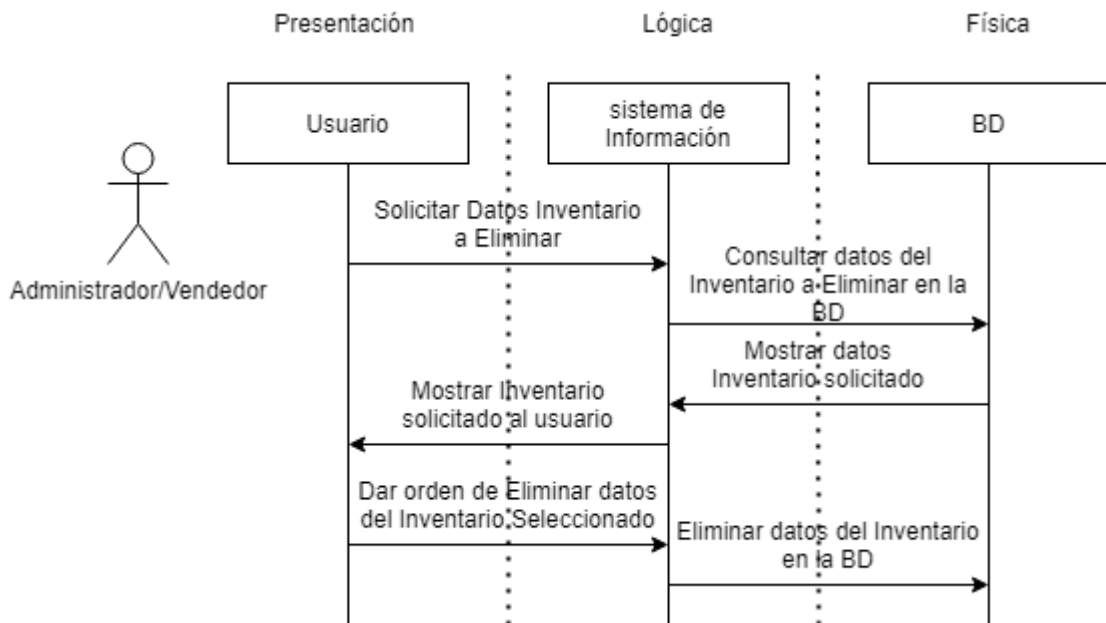 Presentación
Lógica
Física
Usuario
sistema de
Información
BD
Administrador/Vendedor
Solicitar Datos Inventario
a Eliminar
Consultar datos del
Inventario a Eliminar en la
BD
Mostrar datos
Inventario solicitado
Mostrar Inventario
solicitado al usuario
Dar orden de Eliminar datos
del Inventario Seleccionado
Eliminar datos del Inventario
en la BD